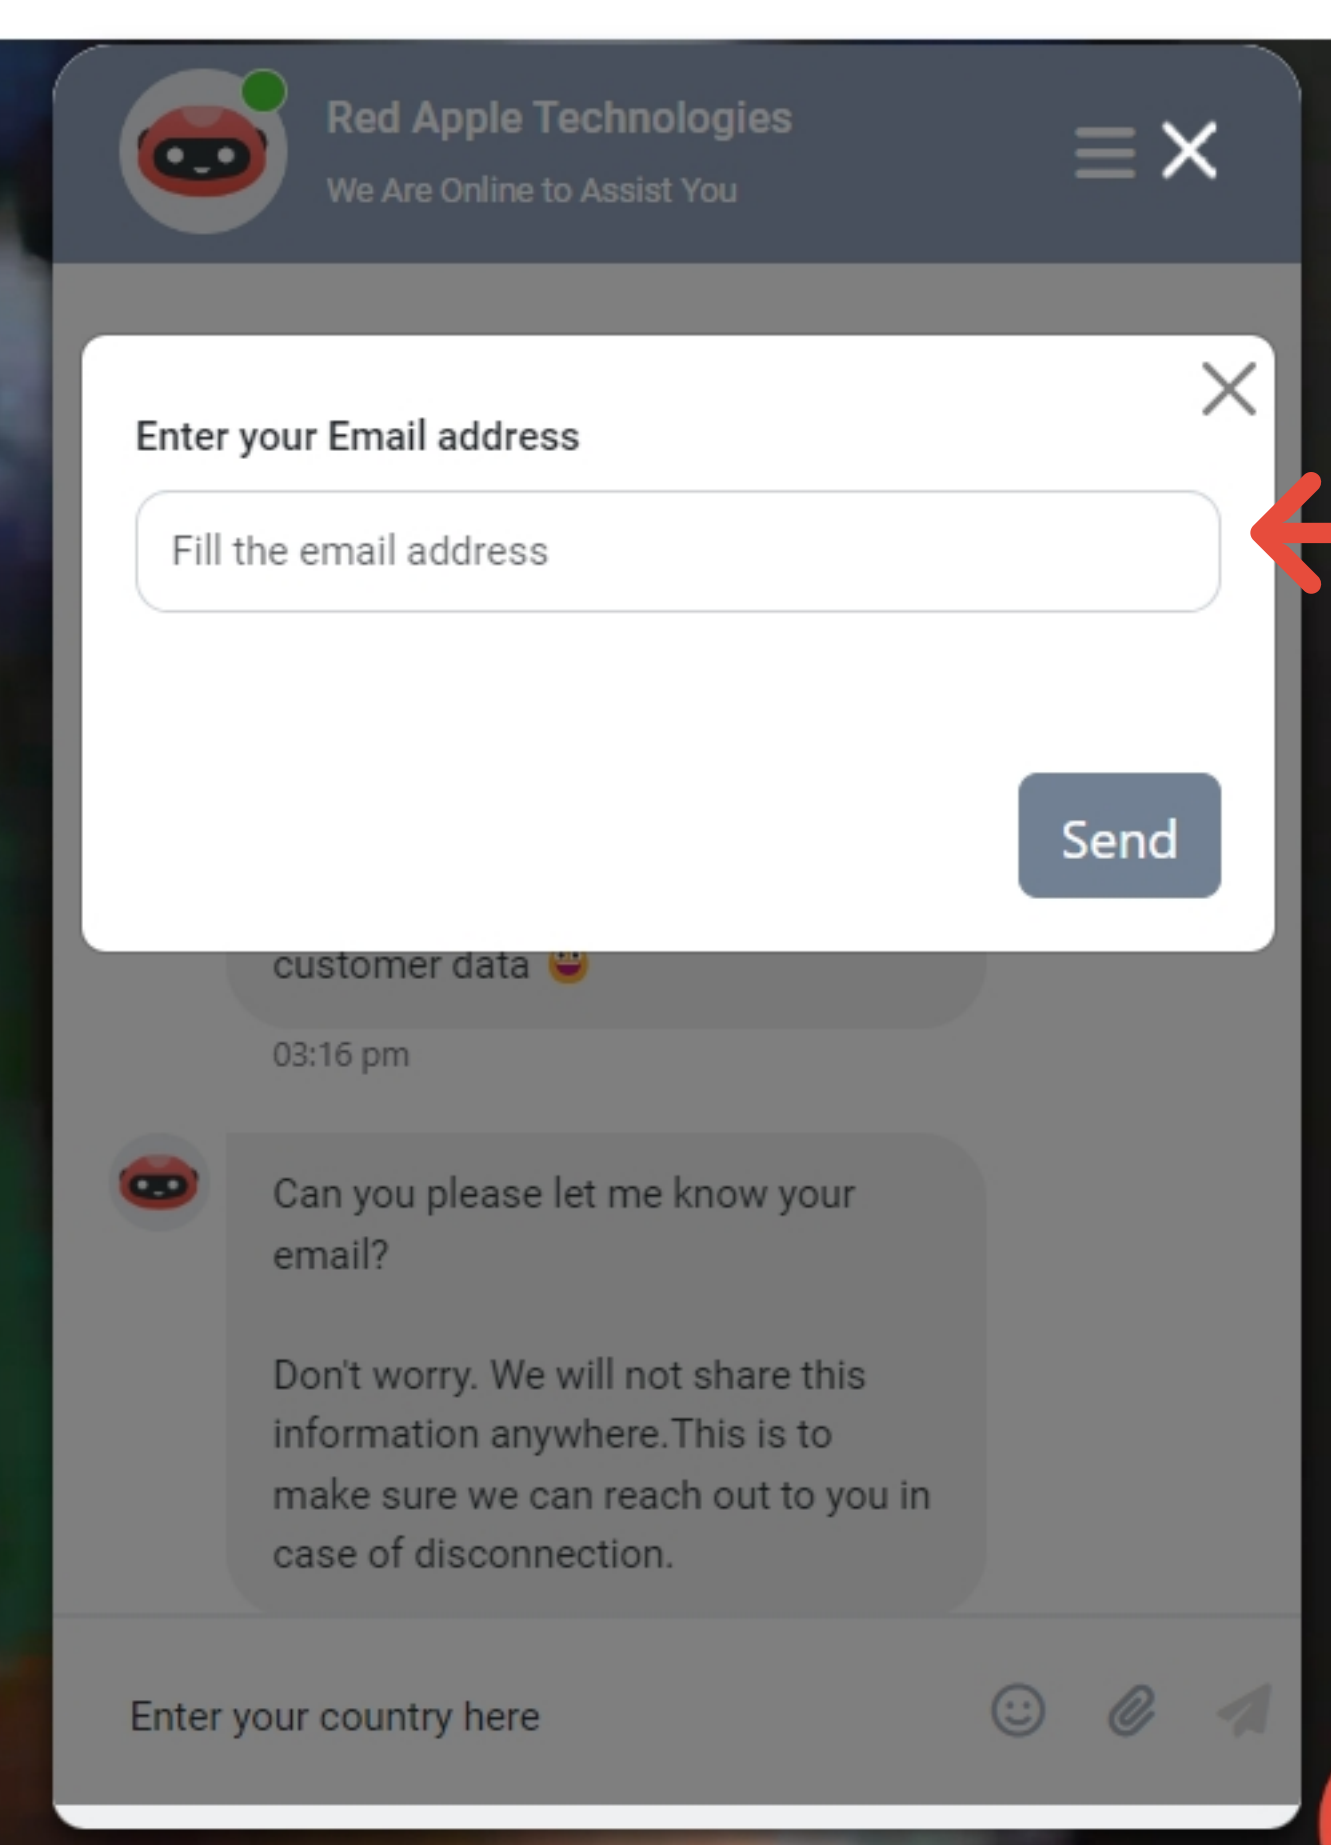 Red Apple Technologies
We Are Online to Assist You
Enter your Email address
Fill the email address
Send
customer data
03:16 pm
Can you please let me know your
email?
Don't worry. We will not share this
information anywhere.This is to
make sure we can reach out to you in
case of disconnection.
Enter your country here